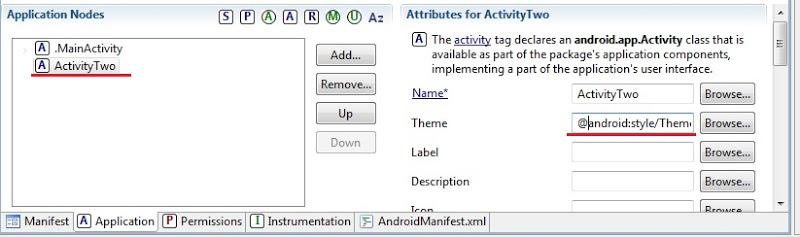 Application Nodes
S P A A R M U Az
A .MainActivity
A ActivityTwo
Add...
Remove...
Up
Down
Attributes for ActivityTwo
A The activity tag declares an android.app.Activity class that is
available as part of the package's application components,
implementing a part of the application's user interface.
Name* ActivityTwo Browse...
Theme @android:style/Theme Browse...
Label Browse...
Description Browse...
Icon Browse...
Manifest A Application P Permissions I Instrumentation AndroidManifest.xml